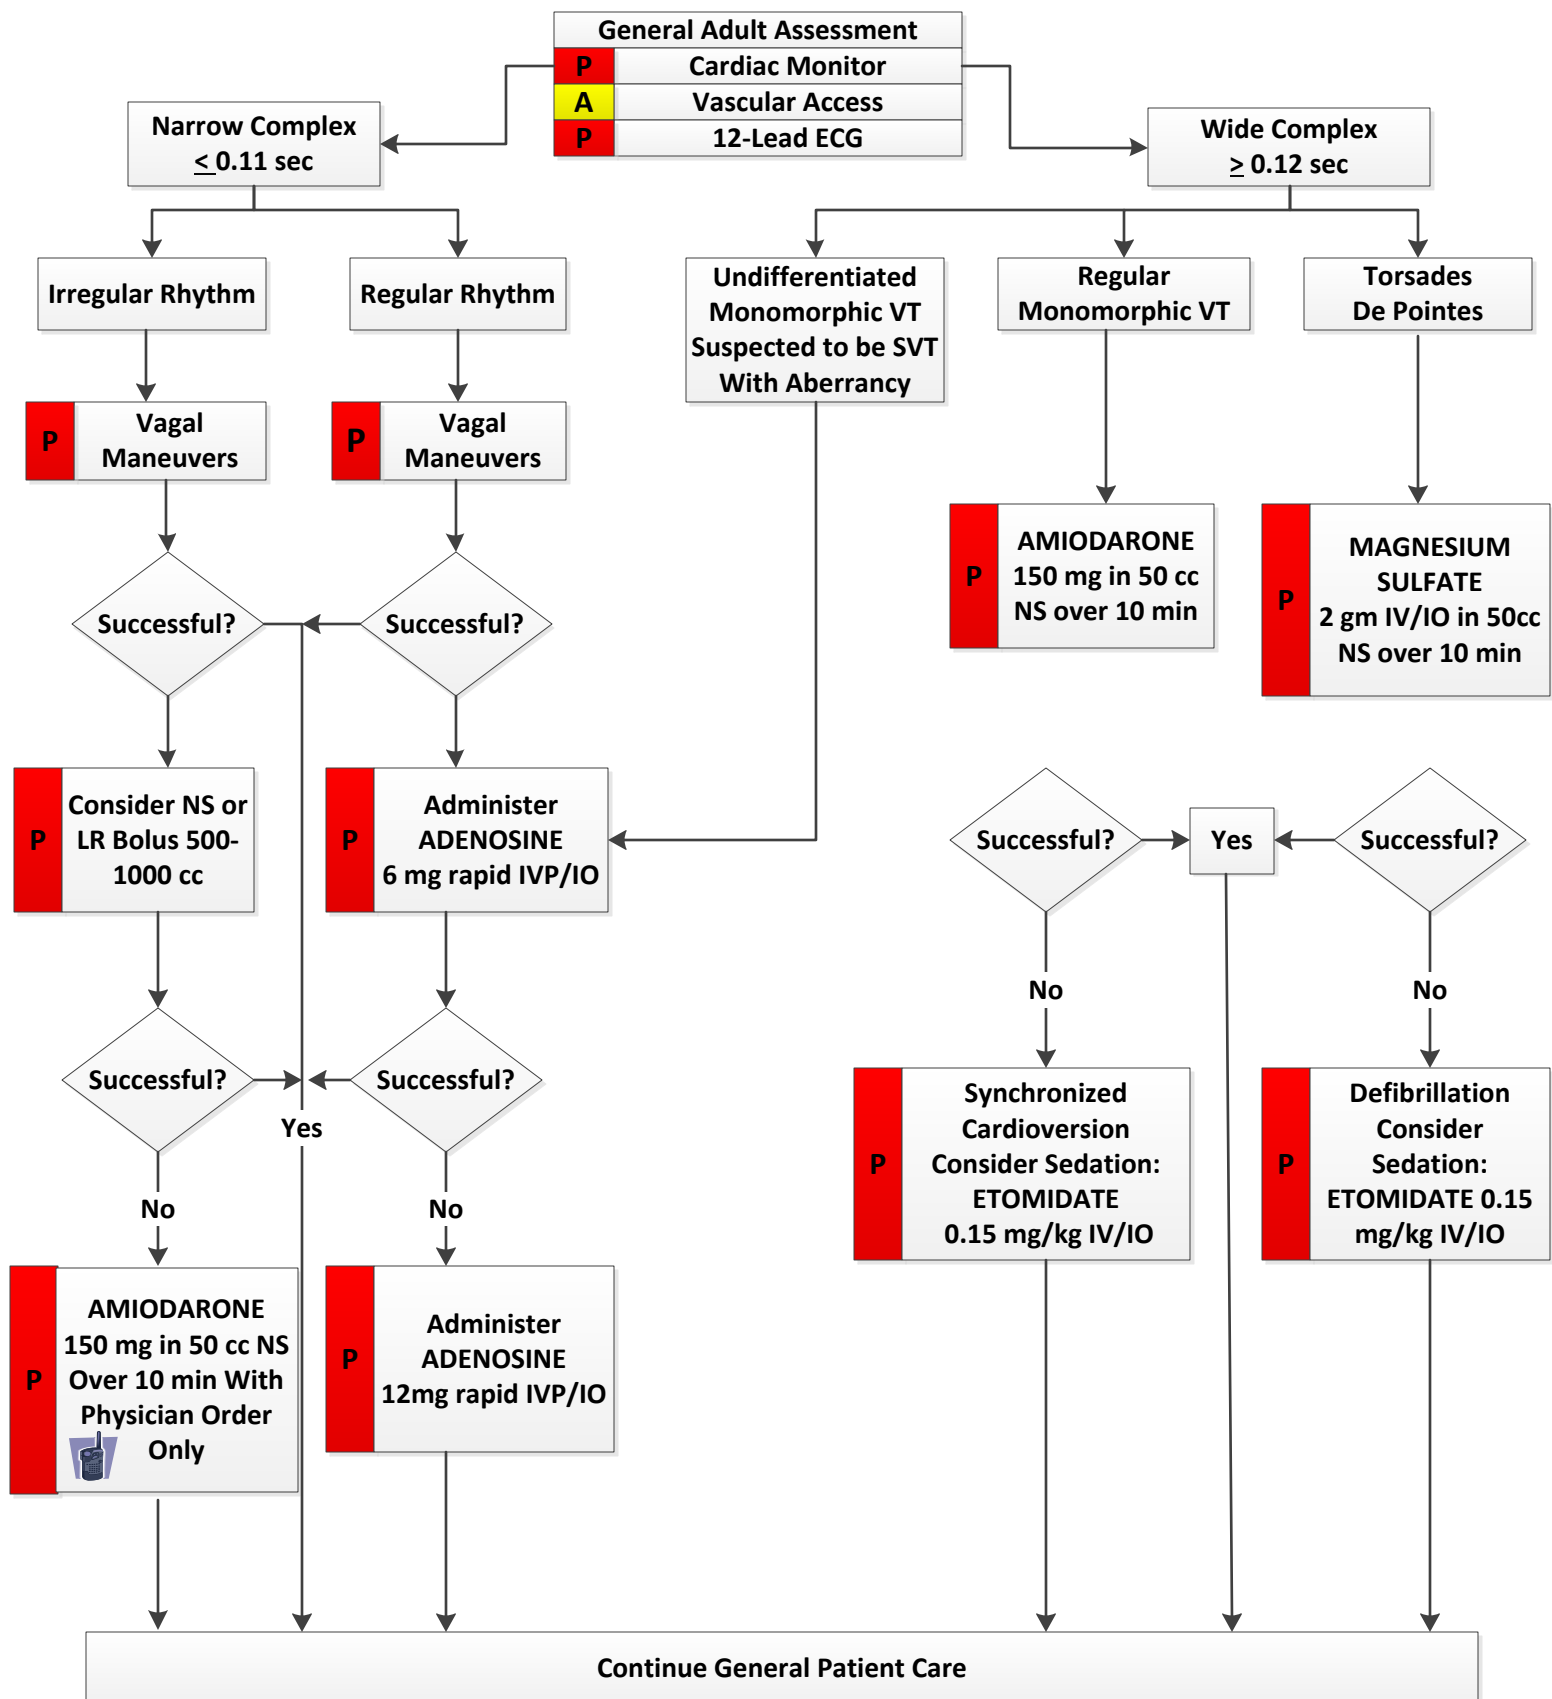 General Adult Assessment
P
Cardiac Monitor
A
Vascular Access
P
12-Lead ECG
Narrow Complex
< 0.11 sec
Wide Complex
> 0.12 sec
Irregular Rhythm
Regular Rhythm
Undifferentiated
Monomorphic VT
Suspected to be SVT
With Aberrancy
Regular
Monomorphic VT
Torsades
De Pointes
P
Vagal
Maneuvers
P
Vagal
Maneuvers
P
AMIODARONE
150 mg in 50 cc
NS over 10 min
P
MAGNESIUM
SULFATE
2 gm IV/IO in 50cc
NS over 10 min
Successful?
Successful?
P
Consider NS or
LR Bolus 500-
1000 cc
P
Administer
ADENOSINE
6 mg rapid IVP/IO
Successful?
Yes
Successful?
No
No
Successful?
Successful?
Yes
No
No
P
Synchronized
Cardioversion
Consider Sedation:
ETOMIDATE
0.15 mg/kg IV/IO
P
Defibrillation
Consider
Sedation:
ETOMIDATE 0.15
mg/kg IV/IO
P
AMIODARONE
150 mg in 50 cc NS
Over 10 min With
Physician Order
Only
P
Administer
ADENOSINE
12mg rapid IVP/IO
Continue General Patient Care